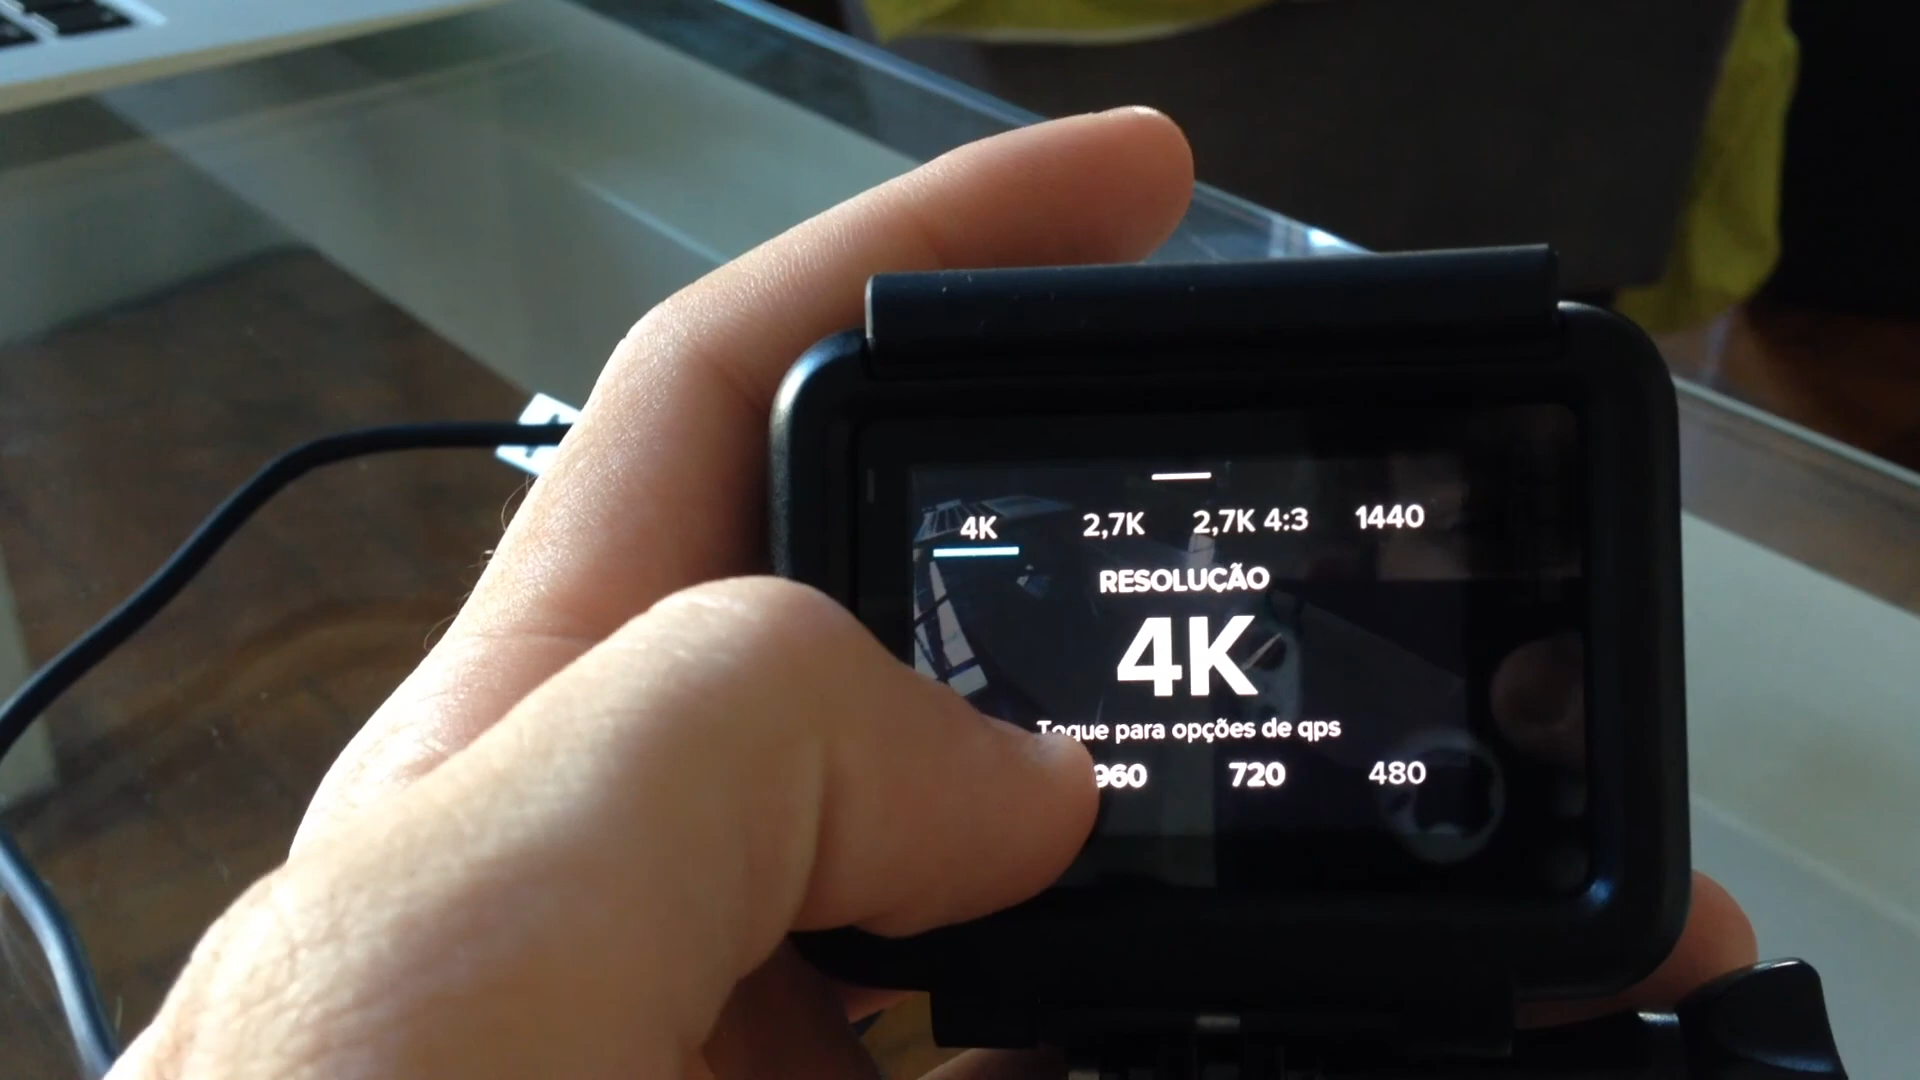 4K 2,7K 2,7K 4:3 1440
RESOLUÇÃO
4K
Toque para opções de qps
960 720 480